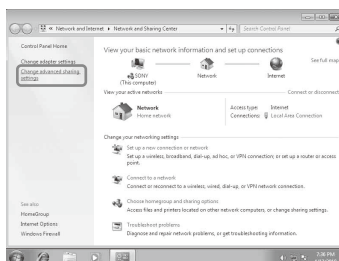 « Network and Internet ▸ Network and Sharing Center
Search Control Panel
Control Panel Home
Change adapter settings
Change advanced sharing
settings
View your basic network information and set up connections
See full map
SONY
(This computer)
Network
Internet
View your active networks
Connect or disconnect
Network
Home network
Access type: Internet
Connections: Local Area Connection
Change your networking settings
Set up a new connection or network
Set up a wireless, broadband, dial-up, ad hoc, or VPN connection; or set up a router or access
point.
Connect to a network
Connect or reconnect to a wireless, wired, dial-up, or VPN network connection.
Choose homegroup and sharing options
Access files and printers located on other network computers, or change sharing settings.
Troubleshoot problems
Diagnose and repair network problems, or get troubleshooting information.
See also
HomeGroup
Internet Options
Windows Firewall
7:36 PM